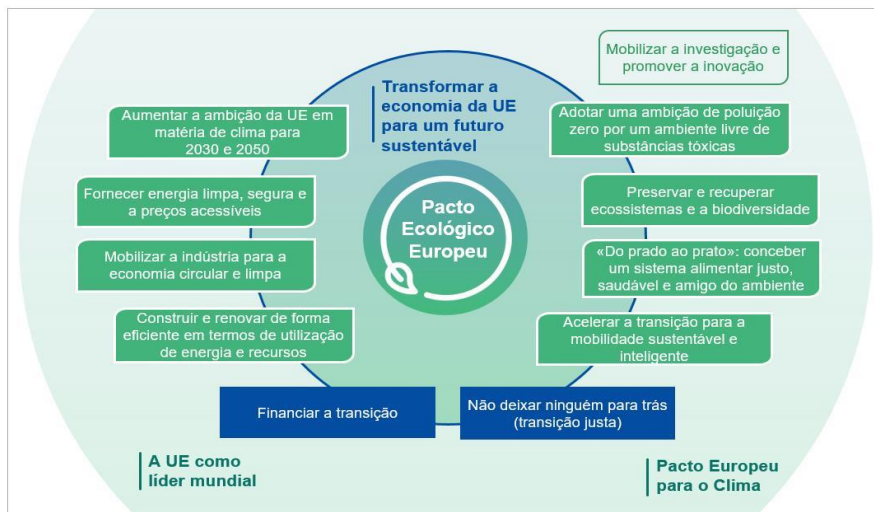 Mobilizar a investigação e
promover a inovação
Transformar a
economia da UE
para um futuro
sustentável
Aumentar a ambição da UE em
matéria de clima para
2030 e 2050
Adotar uma ambição de poluição
zero por um ambiente livre de
substâncias tóxicas
Fornecer energia limpa, segura e
a preços acessíveis
Preservar e recuperar
ecossistemas e a biodiversidade
Pacto
Ecológico
Europeu
Mobilizar a indústria para a
economia circular e limpa
«Do prado ao prato»: conceber
um sistema alimentar justo,
saudável e amigo do ambiente
Construir e renovar de forma
eficiente em termos de utilização
de energia e recursos
Acelerar a transição para a
mobilidade sustentável e
inteligente
Financiar a transição
Não deixar ninguém para trás
(transição justa)
A UE como
líder mundial
Pacto Europeu
para o Clima